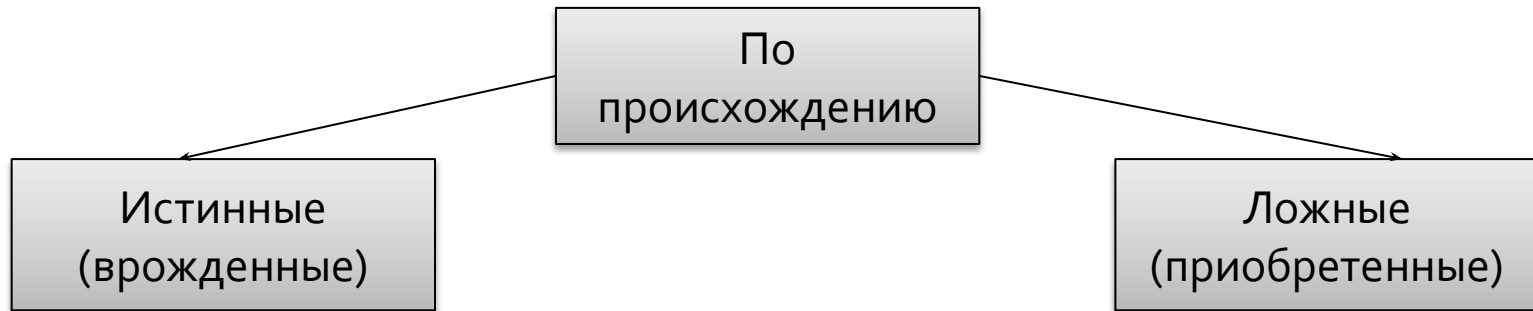 По
происхождению
Истинные
(врожденные)
Ложные
(приобретенные)